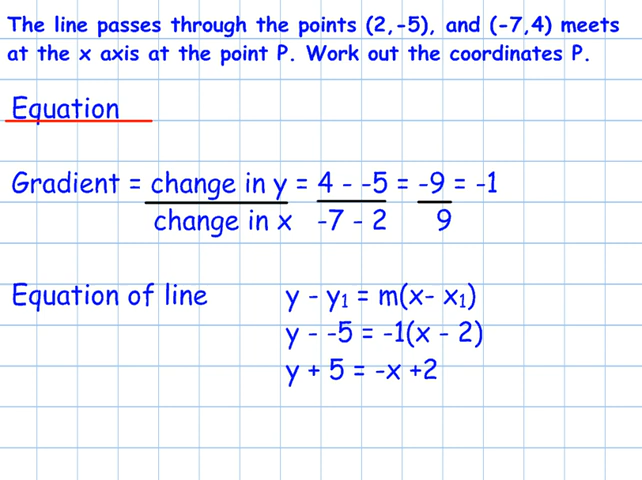 The line passes through the points (2,-5), and (-7,4) meets
at the x axis at the point P. Work out the coordinates P.
Equation
Gradient = change in y = 4 - -5 = -9 = -1
change in x -7 - 2 9
Equation of line y - y₁ = m(x- x₁)
y - -5 = -1(x - 2)
y + 5 = -x +2